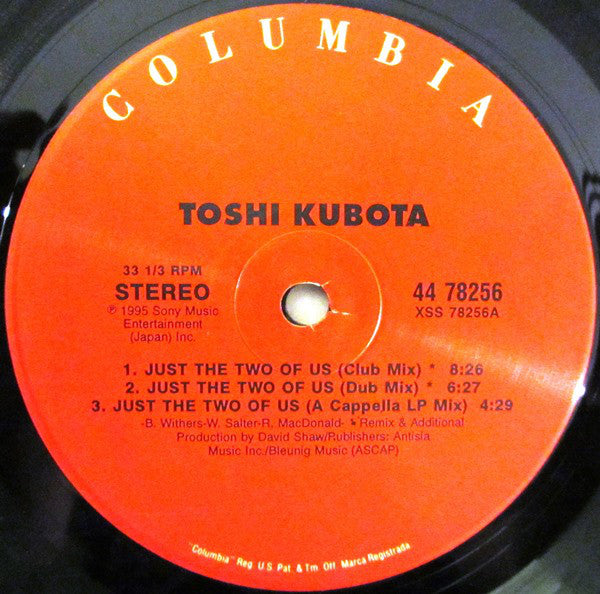 COLUMBIA
TOSHI KUBOTA
33 1/3 RPM
STEREO
℗ 1995 Sony Music
Entertainment
(Japan) Inc.
44 78256
XSS 78256A
1. JUST THE TWO OF US (Club Mix) * 8:26
2. JUST THE TWO OF US (Dub Mix) * 6:27
3. JUST THE TWO OF US (A Cappella LP Mix) 4:29
-B. Withers-W. Salter-R. MacDonald- * Remix & Additional
Production by David Shaw/Rublishers: Antisia
Music Inc./Bleunig Music (ASCAP)
"Columbia" Reg. U.S. Pat. & Tm. Off. Marca Registrada